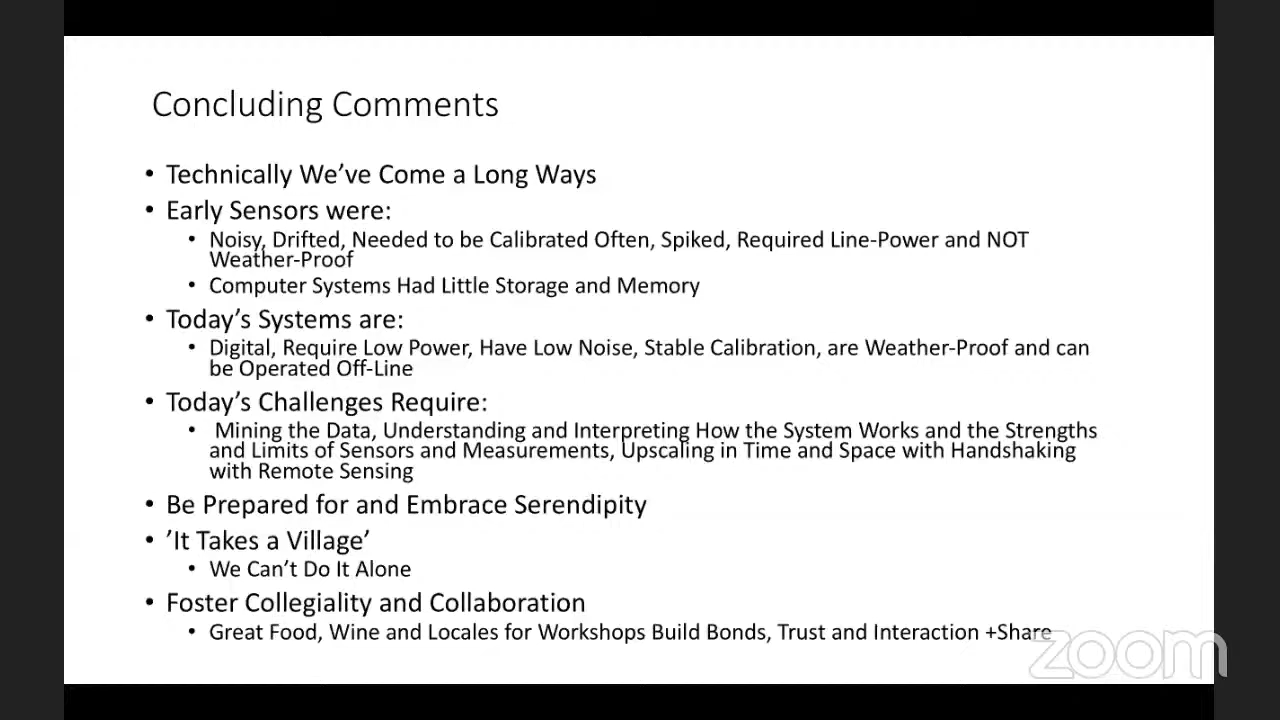 Concluding Comments
• Technically We’ve Come a Long Ways
• Early Sensors were:
• Noisy, Drifted, Needed to be Calibrated Often, Spiked, Required Line-Power and NOT
Weather-Proof
• Computer Systems Had Little Storage and Memory
• Today’s Systems are:
• Digital, Require Low Power, Have Low Noise, Stable Calibration, are Weather-Proof and can
be Operated Off-Line
• Today’s Challenges Require:
• Mining the Data, Understanding and Interpreting How the System Works and the Strengths
and Limits of Sensors and Measurements, Upscaling in Time and Space with Handshaking
with Remote Sensing
• Be Prepared for and Embrace Serendipity
• ’It Takes a Village’
• We Can’t Do It Alone
• Foster Collegiality and Collaboration
• Great Food, Wine and Locales for Workshops Build Bonds, Trust and Interaction +Share
zoom